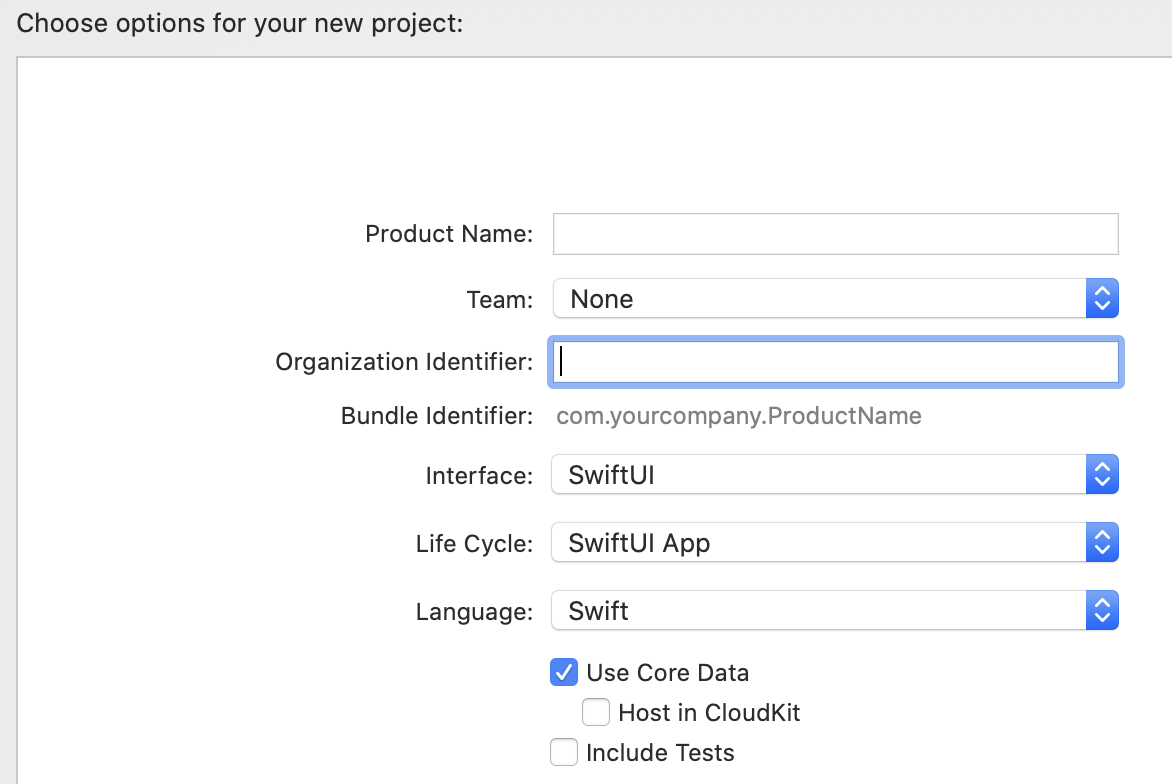 Choose options for your new project:
Product Name:
Team: None
Organization Identifier:
Bundle Identifier: com.yourcompany.ProductName
Interface: SwiftUI
Life Cycle: SwiftUI App
Language: Swift
Use Core Data
Host in CloudKit
Include Tests